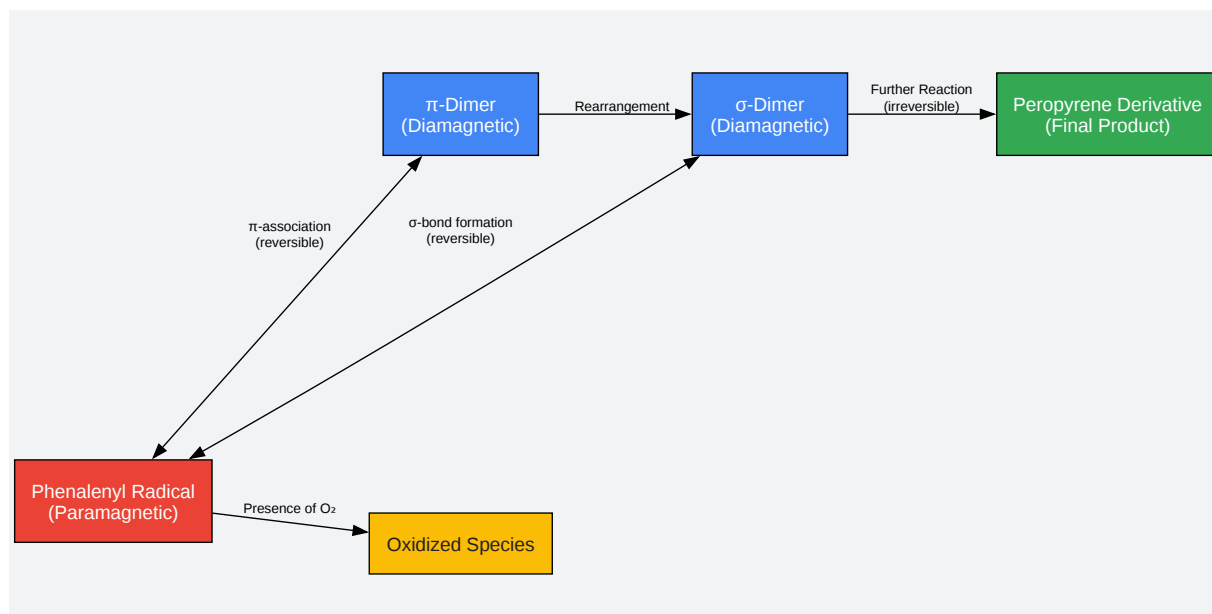 π-Dimer
(Diamagnetic)
Rearrangement
σ-Dimer
(Diamagnetic)
Further Reaction
(irreversible)
Peropyrene Derivative
(Final Product)
π-association
(reversible)
σ-bond formation
(reversible)
Phenalenyl Radical
(Paramagnetic)
Presence of O₂
Oxidized Species